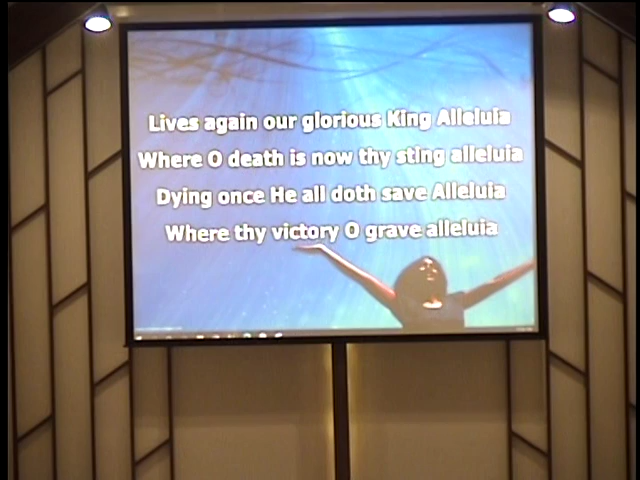 Lives again our glorious King Alleluia
Where O death is now thy sting alleluia
Dying once He all doth save Alleluia
Where thy victory O grave alleluia